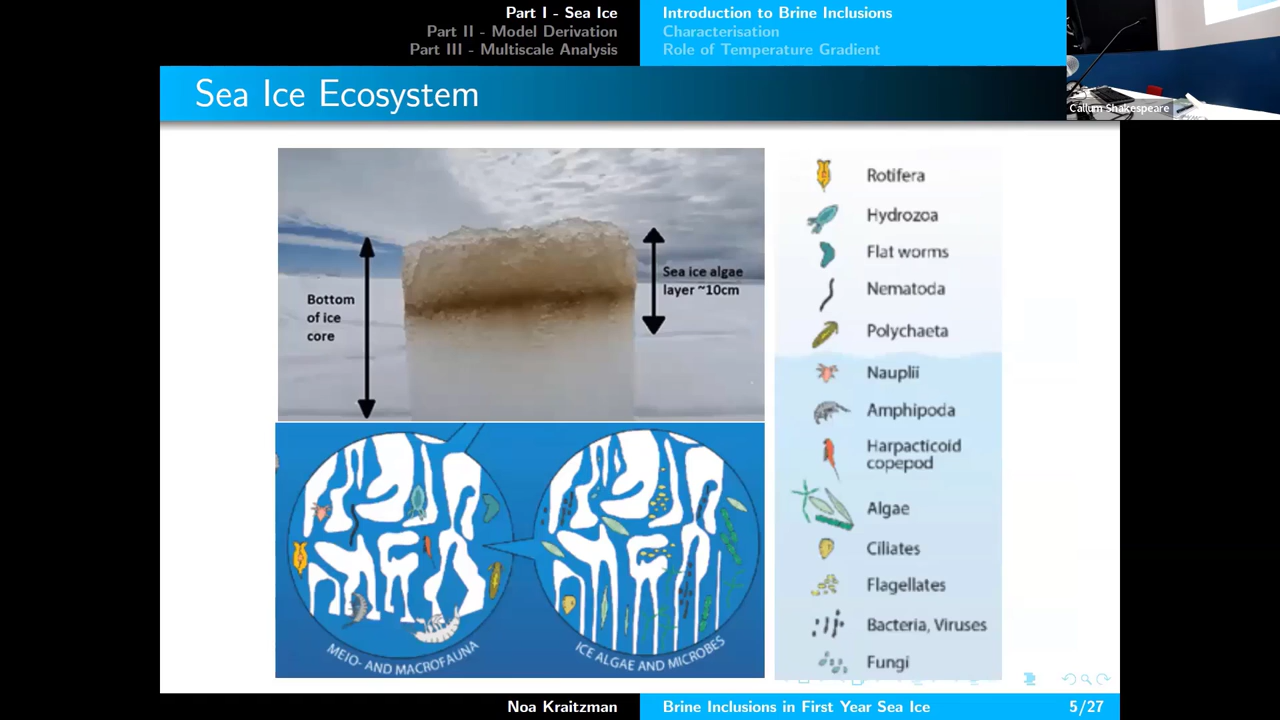 Part I - Sea Ice
Part II - Model Derivation
Part III - Multiscale Analysis
Introduction to Brine Inclusions
Characterisation
Role of Temperature Gradient
Callum Shakespeare
Sea Ice Ecosystem
Bottom
of ice
core
Sea ice algae
layer ~10cm
MEIO- AND MACROFAUNA
ICE ALGAE AND MICROBES
Rotifera
Hydrozoa
Flat worms
Nematoda
Polychaeta
Nauplii
Amphipoda
Harpacticoid
copepod
Algae
Ciliates
Flagellates
Bacteria, Viruses
Fungi
Noa Kraitzman
Brine Inclusions in First Year Sea Ice
5/27